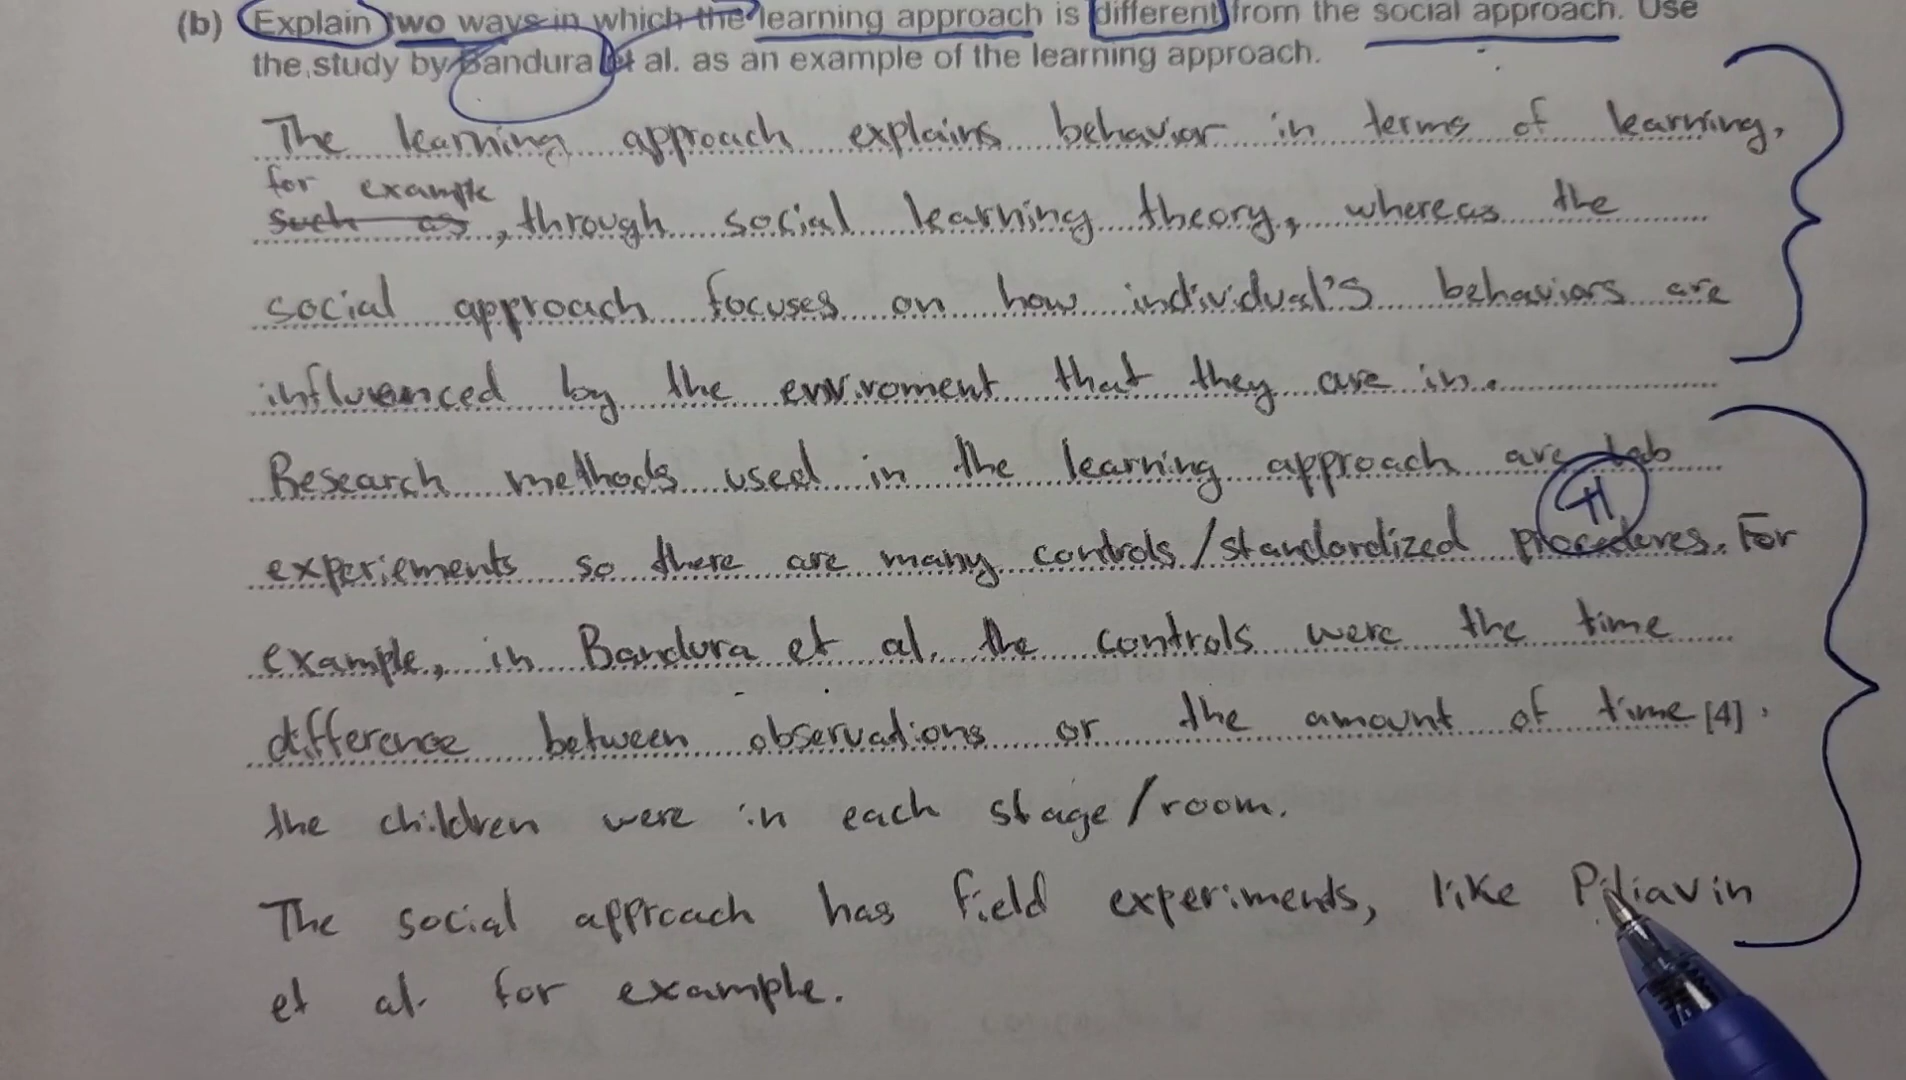 (b) Explain two ways in which the learning approach is different from the social approach. Use
the study by Bandura et al. as an example of the learning approach.
The learning approach explains behavior in terms of learning,
for example
such as, through social learning theory, whereas the
social approach focuses on how individual's behaviors are
influenced by the enviroment that they are in.
Research methods used in the learning approach are lab
experiements so there are many controls/standardized procedures. For
example, in Bandura et al. the controls were the time
difference between observations or the amount of time [4]
the children were in each stage/room.
The social approach has field experiments, like Piliavin
et al. for example.